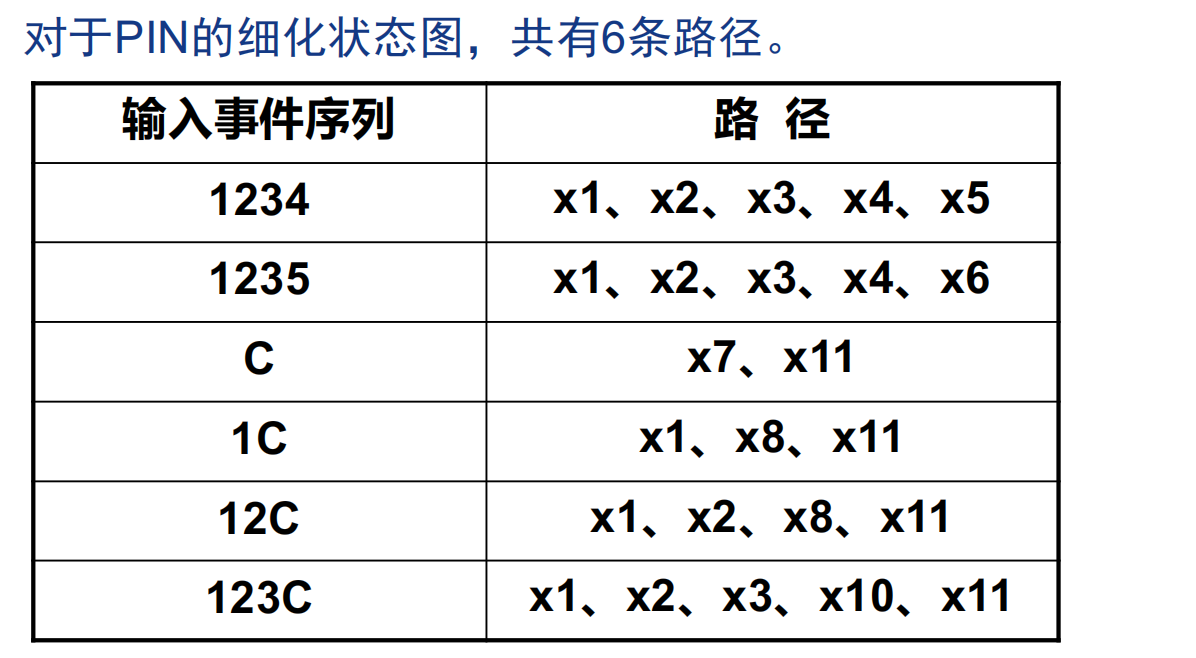 对于PIN的细化状态图，共有6条路径。
输入事件序列 路 径
1234 x1、x2、x3、x4、x5
1235 x1、x2、x3、x4、x6
C x7、x11
1C x1、x8、x11
12C x1、x2、x8、x11
123C x1、x2、x3、x10、x11